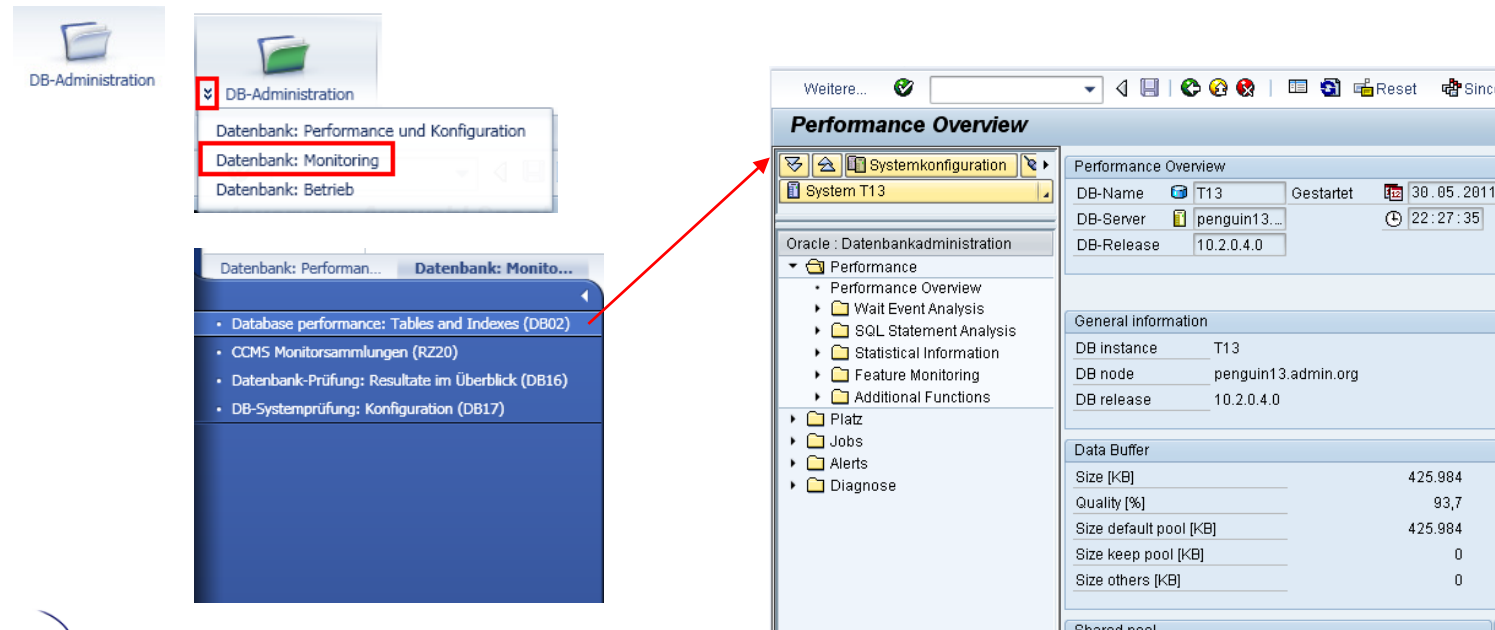 DB-Administration
DB-Administration
Datenbank: Performance und Konfiguration
Datenbank: Monitoring
Datenbank: Betrieb
Datenbank: Performan... Datenbank: Monito...
• Database performance: Tables and Indexes (DB02)
• CCMS Monitorsammlungen (RZ20)
• Datenbank-Prüfung: Resultate im Überblick (DB16)
• DB-Systemprüfung: Konfiguration (DB17)
Weitere... Reset Sinc
Performance Overview
Systemkonfiguration
System T13
Oracle : Datenbankadministration
Performance
• Performance Overview
Wait Event Analysis
SQL Statement Analysis
Statistical Information
Feature Monitoring
Additional Functions
Platz
Jobs
Alerts
Diagnose
Performance Overview
DB-Name T13 Gestartet 30.05.2011
DB-Server penguin13... 22:27:35
DB-Release 10.2.0.4.0
General information
DB instance T13
DB node penguin13.admin.org
DB release 10.2.0.4.0
Data Buffer
Size [KB] 425.984
Quality [%] 93,7
Size default pool [KB] 425.984
Size keep pool [KB] 0
Size others [KB] 0
Shared pool